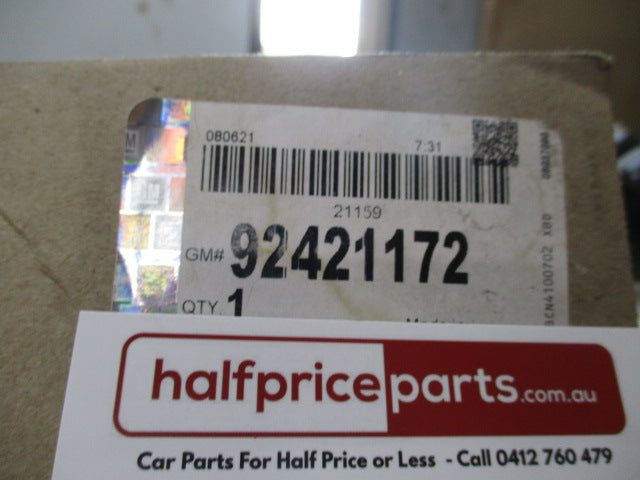 080621 7.31
21159
GM# 92421172
QTY. 1
halfpriceparts.com.au
Car Parts For Half Price or Less - Call 0412 760 479